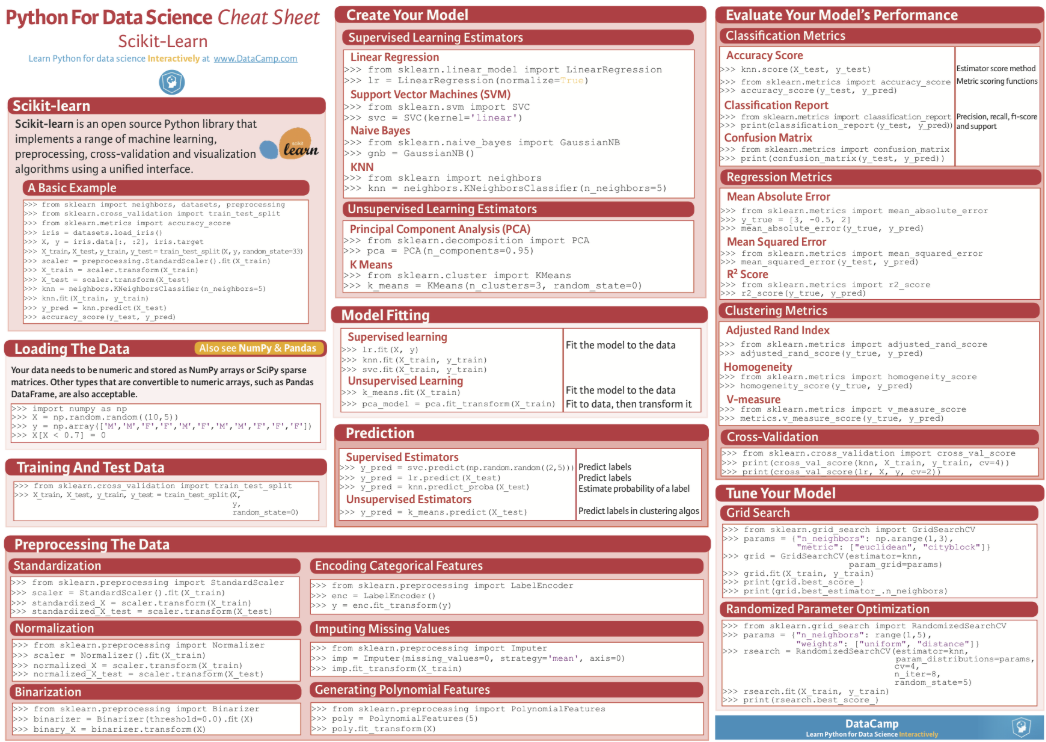 Python For Data Science Cheat Sheet
Scikit-Learn
Learn Python for data science Interactively at www.DataCamp.com
Scikit-learn
Scikit-learn is an open source Python library that
implements a range of machine learning,
preprocessing, cross-validation and visualization
algorithms using a unified interface.
learn
A Basic Example
>>> from sklearn import neighbors, datasets, preprocessing
>>> from sklearn.cross_validation import train_test_split
>>> from sklearn.metrics import accuracy_score
>>> iris = datasets.load_iris()
>>> X, y = iris.data[:, :2], iris.target
>>> X_train, X_test, y_train, y_test = train_test_split(X, y, random_state=33)
>>> scaler = preprocessing.StandardScaler().fit(X_train)
>>> X_train = scaler.transform(X_train)
>>> X_test = scaler.transform(X_test)
>>> knn = neighbors.KNeighborsClassifier(n_neighbors=5)
>>> knn.fit(X_train, y_train)
>>> y_pred = knn.predict(X_test)
>>> accuracy_score(y_test, y_pred)
Loading The Data
Also see NumPy & Pandas
Your data needs to be numeric and stored as NumPy arrays or SciPy sparse
matrices. Other types that are convertible to numeric arrays, such as Pandas
DataFrame, are also acceptable.
>>> import numpy as np
>>> X = np.random.random((10,5))
>>> y = np.array(['M','M','F','F','M','F','M','M','F','F','F'])
>>> X[X < 0.7] = 0
Training And Test Data
>>> from sklearn.cross_validation import train_test_split
>>> X_train, X_test, y_train, y_test = train_test_split(X,
y,
random_state=0)
Create Your Model
Supervised Learning Estimators
Linear Regression
>>> from sklearn.linear_model import LinearRegression
>>> lr = LinearRegression(normalize=True)
Support Vector Machines (SVM)
>>> from sklearn.svm import SVC
>>> svc = SVC(kernel='linear')
Naive Bayes
>>> from sklearn.naive_bayes import GaussianNB
>>> gnb = GaussianNB()
KNN
>>> from sklearn import neighbors
>>> knn = neighbors.KNeighborsClassifier(n_neighbors=5)
Unsupervised Learning Estimators
Principal Component Analysis (PCA)
>>> from sklearn.decomposition import PCA
>>> pca = PCA(n_components=0.95)
K Means
>>> from sklearn.cluster import KMeans
>>> k_means = KMeans(n_clusters=3, random_state=0)
Model Fitting
Supervised learning
>>> lr.fit(X, y)
Fit the model to the data
>>> knn.fit(X_train, y_train)
>>> svc.fit(X_train, y_train)
Unsupervised Learning
>>> k_means.fit(X_train)
Fit the model to the data
>>> pca_model = pca.fit_transform(X_train)
Fit to data, then transform it
Prediction
Supervised Estimators
>>> y_pred = svc.predict(np.random.random((2,5)))
Predict labels
>>> y_pred = lr.predict(X_test)
Predict labels
>>> y_pred = knn.predict_proba(X_test)
Estimate probability of a label
Unsupervised Estimators
>>> y_pred = k_means.predict(X_test)
Predict labels in clustering algos
Preprocessing The Data
Standardization
>>> from sklearn.preprocessing import StandardScaler
>>> scaler = StandardScaler().fit(X_train)
>>> standardized_X = scaler.transform(X_train)
>>> standardized_X_test = scaler.transform(X_test)
Normalization
>>> from sklearn.preprocessing import Normalizer
>>> scaler = Normalizer().fit(X_train)
>>> normalized_X = scaler.transform(X_train)
>>> normalized_X_test = scaler.transform(X_test)
Binarization
>>> from sklearn.preprocessing import Binarizer
>>> binarizer = Binarizer(threshold=0.0).fit(X)
>>> binary_X = binarizer.transform(X)
Encoding Categorical Features
>>> from sklearn.preprocessing import LabelEncoder
>>> enc = LabelEncoder()
>>> y = enc.fit_transform(y)
Imputing Missing Values
>>> from sklearn.preprocessing import Imputer
>>> imp = Imputer(missing_values=0, strategy='mean', axis=0)
>>> imp.fit_transform(X_train)
Generating Polynomial Features
>>> from sklearn.preprocessing import PolynomialFeatures
>>> poly = PolynomialFeatures(5)
>>> poly.fit_transform(X)
Evaluate Your Model's Performance
Classification Metrics
Accuracy Score
>>> knn.score(X_test, y_test)
Estimator score method
>>> from sklearn.metrics import accuracy_score
Metric scoring functions
>>> accuracy_score(y_test, y_pred)
Classification Report
>>> from sklearn.metrics import classification_report
Precision, recall, f1-score
>>> print(classification_report(y_test, y_pred))
and support
Confusion Matrix
>>> from sklearn.metrics import confusion_matrix
>>> print(confusion_matrix(y_test, y_pred))
Regression Metrics
Mean Absolute Error
>>> from sklearn.metrics import mean_absolute_error
>>> y_true = [3, -0.5, 2]
>>> mean_absolute_error(y_true, y_pred)
Mean Squared Error
>>> from sklearn.metrics import mean_squared_error
>>> mean_squared_error(y_test, y_pred)
R² Score
>>> from sklearn.metrics import r2_score
>>> r2_score(y_true, y_pred)
Clustering Metrics
Adjusted Rand Index
>>> from sklearn.metrics import adjusted_rand_score
>>> adjusted_rand_score(y_true, y_pred)
Homogeneity
>>> from sklearn.metrics import homogeneity_score
>>> homogeneity_score(y_true, y_pred)
V-measure
>>> from sklearn.metrics import v_measure_score
>>> metrics.v_measure_score(y_true, y_pred)
Cross-Validation
>>> from sklearn.cross_validation import cross_val_score
>>> print(cross_val_score(knn, X_train, y_train, cv=4))
>>> print(cross_val_score(lr, X, y, cv=2))
Tune Your Model
Grid Search
>>> from sklearn.grid_search import GridSearchCV
>>> params = {"n_neighbors": np.arange(1,3),
"metric": ["euclidean", "cityblock"]}
>>> grid = GridSearchCV(estimator=knn,
param_grid=params)
>>> grid.fit(X_train, y_train)
>>> print(grid.best_score_)
>>> print(grid.best_estimator_.n_neighbors)
Randomized Parameter Optimization
>>> from sklearn.grid_search import RandomizedSearchCV
>>> params = {"n_neighbors": range(1,5),
"weights": ["uniform", "distance"]}
>>> rsearch = RandomizedSearchCV(estimator=knn,
param_distributions=params,
cv=4,
n_iter=8,
random_state=5)
>>> rsearch.fit(X_train, y_train)
>>> print(rsearch.best_score_)
DataCamp
Learn Python for Data Science Interactively